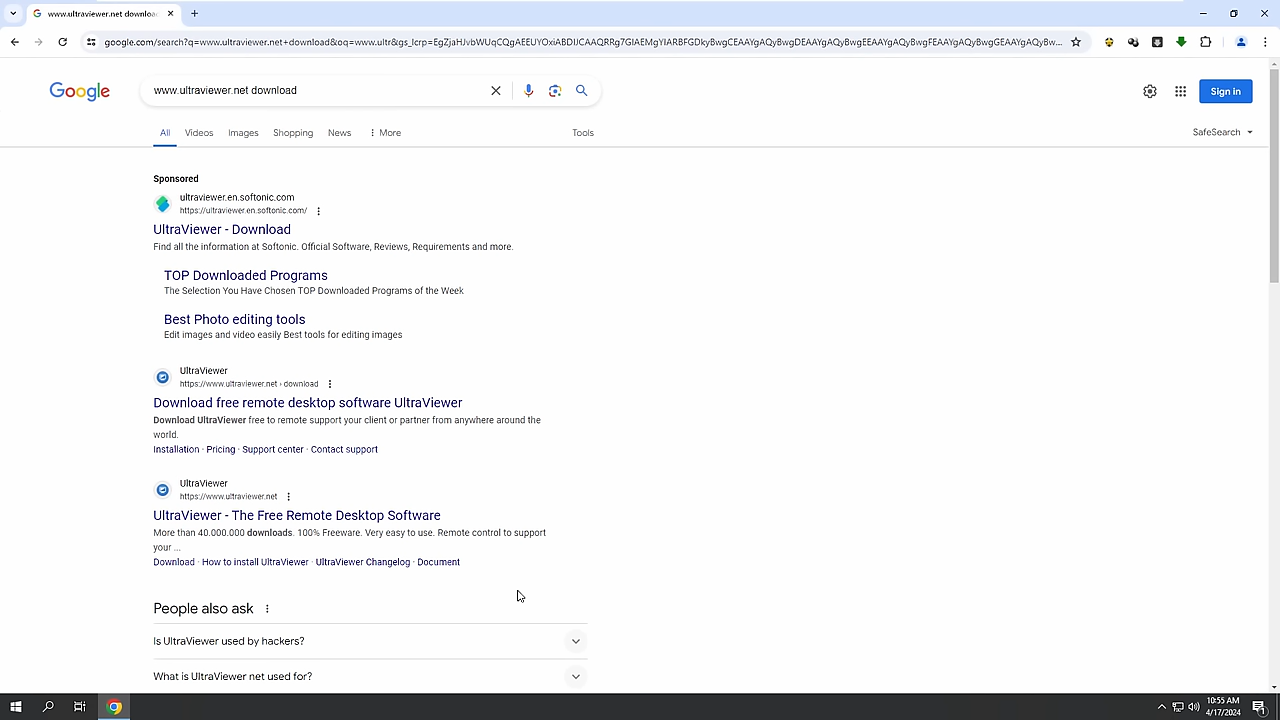 www.ultraviewer.net downloa
google.com/search?q=www.ultraviewer.net+download&oq=www.ultr&gs_lcrp=EgZjaHJvbWUqCQgAEEUYOxiABDIJCAAQRRg7GIAEMgYIARBFGDkyBwgCEAAYgAQyBwgDEAAYgAQyBwgEEAAYgAQyBwgFEAAYgAQyBwgGEAAYgAQyBw...
Google
www.ultraviewer.net download
Sign in
All Videos Images Shopping News More Tools
SafeSearch
Sponsored
ultraviewer.en.softonic.com
https://ultraviewer.en.softonic.com/
UltraViewer - Download
Find all the information at Softonic. Official Software, Reviews, Requirements and more.
TOP Downloaded Programs
The Selection You Have Chosen TOP Downloaded Programs of the Week
Best Photo editing tools
Edit images and video easily Best tools for editing images
UltraViewer
https://www.ultraviewer.net › download
Download free remote desktop software UltraViewer
Download UltraViewer free to remote support your client or partner from anywhere around the
world.
Installation · Pricing · Support center · Contact support
UltraViewer
https://www.ultraviewer.net
UltraViewer - The Free Remote Desktop Software
More than 40.000.000 downloads. 100% Freeware. Very easy to use. Remote control to support
your ...
Download · How to install UltraViewer · UltraViewer Changelog · Document
People also ask
Is UltraViewer used by hackers?
What is UltraViewer net used for?
10:55 AM
4/17/2024